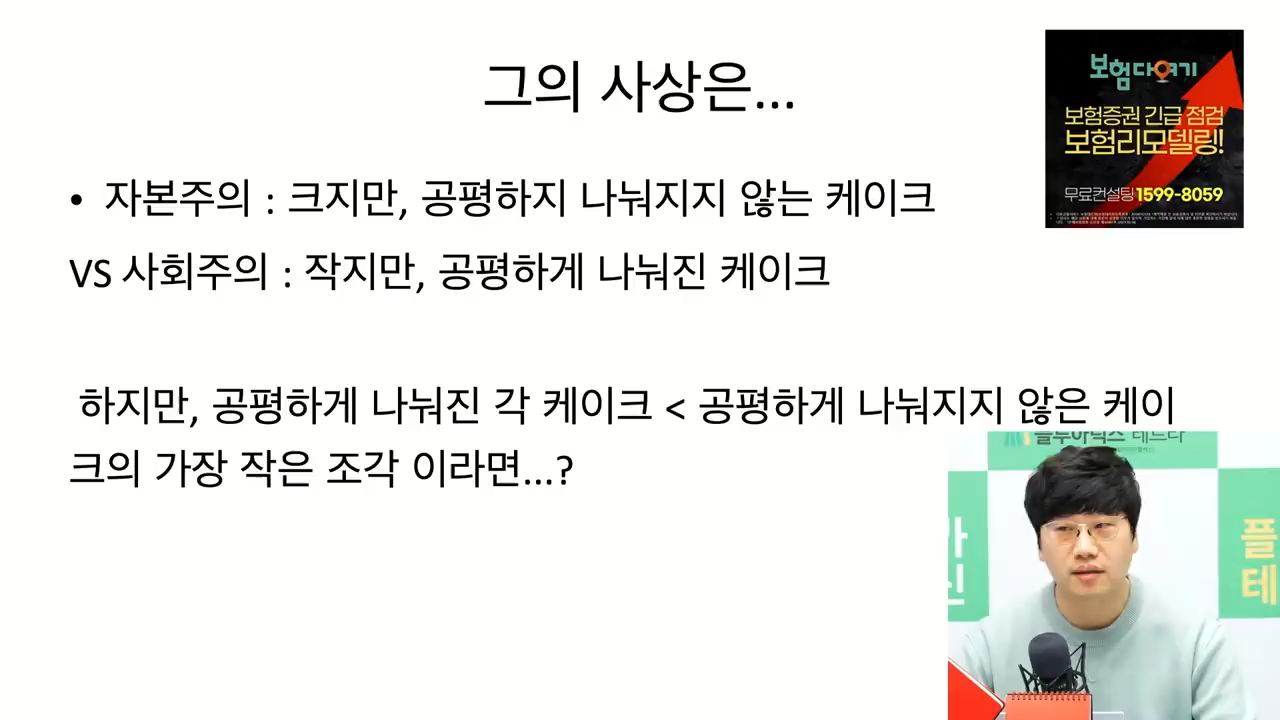 그의 사상은...
• 자본주의 : 크지만, 공평하지 나눠지지 않는 케이크
VS 사회주의 : 작지만, 공평하게 나눠진 케이크
하지만, 공평하게 나눠진 각 케이크 < 공평하게 나눠지지 않은 케이
크의 가장 작은 조각 이라면...?
보험다여기
보험증권 긴급 점검
보험리모델링!
무료컨설팅 1599-8059
플
테